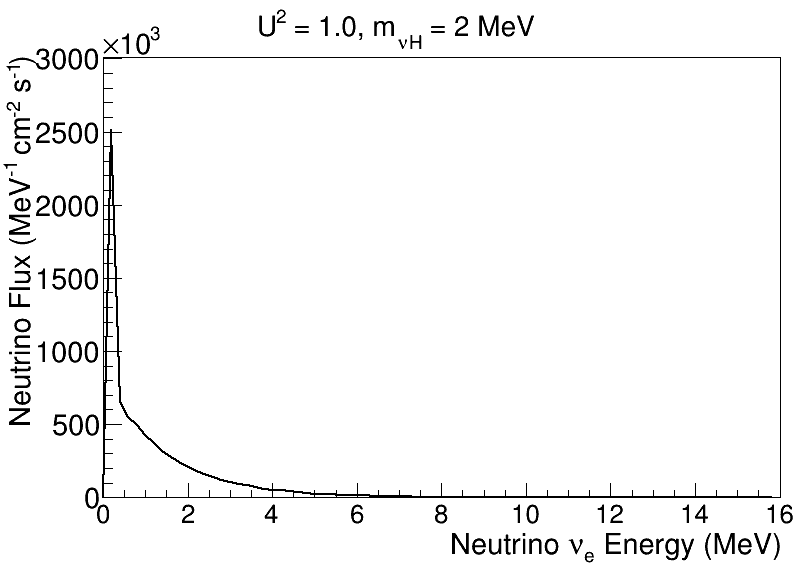 U² = 1.0, m_νH = 2 MeV
×10³
Neutrino Flux (MeV⁻¹ cm⁻² s⁻¹)
3000
2500
2000
1500
1000
500
0
0 2 4 6 8 10 12 14 16
Neutrino νₑ Energy (MeV)